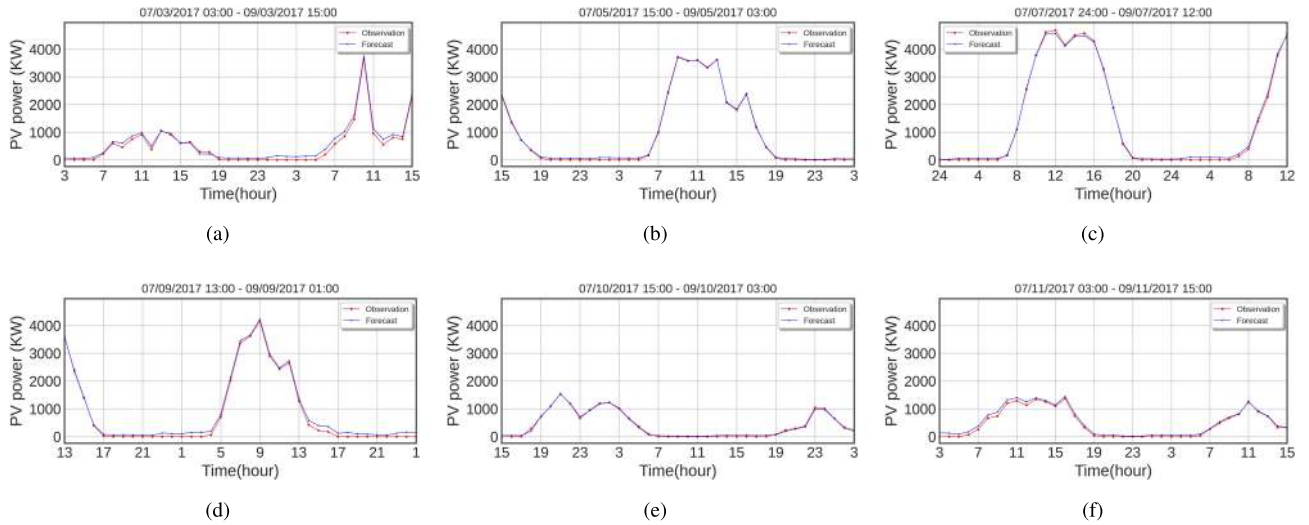 07/03/2017 03:00 - 09/03/2017 15:00
PV power (KW)
4000
3000
2000
1000
0
Observation
Forecast
3 7 11 15 19 23 3 7 11 15
Time(hour)
(a)
07/05/2017 15:00 - 09/05/2017 03:00
PV power (KW)
4000
3000
2000
1000
0
Observation
Forecast
15 19 23 3 7 11 15 19 23 3
Time(hour)
(b)
07/07/2017 24:00 - 09/07/2017 12:00
PV power (KW)
4000
3000
2000
1000
0
Observation
Forecast
24 4 8 12 16 20 24 4 8 12
Time(hour)
(c)
07/09/2017 13:00 - 09/09/2017 01:00
PV power (KW)
4000
3000
2000
1000
0
Observation
Forecast
13 17 21 1 5 9 13 17 21 1
Time(hour)
(d)
07/10/2017 15:00 - 09/10/2017 03:00
PV power (KW)
4000
3000
2000
1000
0
Observation
Forecast
15 19 23 3 7 11 15 19 23 3
Time(hour)
(e)
07/11/2017 03:00 - 09/11/2017 15:00
PV power (KW)
4000
3000
2000
1000
0
Observation
Forecast
3 7 11 15 19 23 3 7 11 15
Time(hour)
(f)